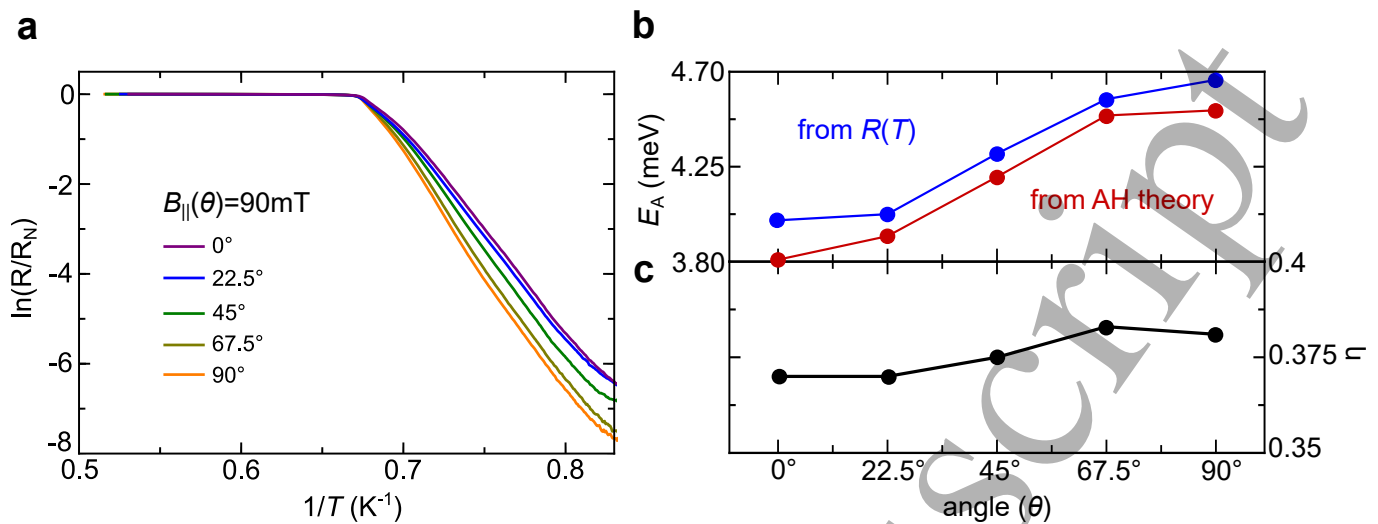 a
ln(R/R_N)
0
-2
-4
-6
-8
B_||(θ)=90mT
0°
22.5°
45°
67.5°
90°
0.5
0.6
0.7
0.8
1/T (K⁻¹)
b
E_A (meV)
4.70
4.25
3.80
from R(T)
from AH theory
c
0.4
0.375
0.35
η
0°
22.5°
45°
67.5°
90°
angle (θ)
script